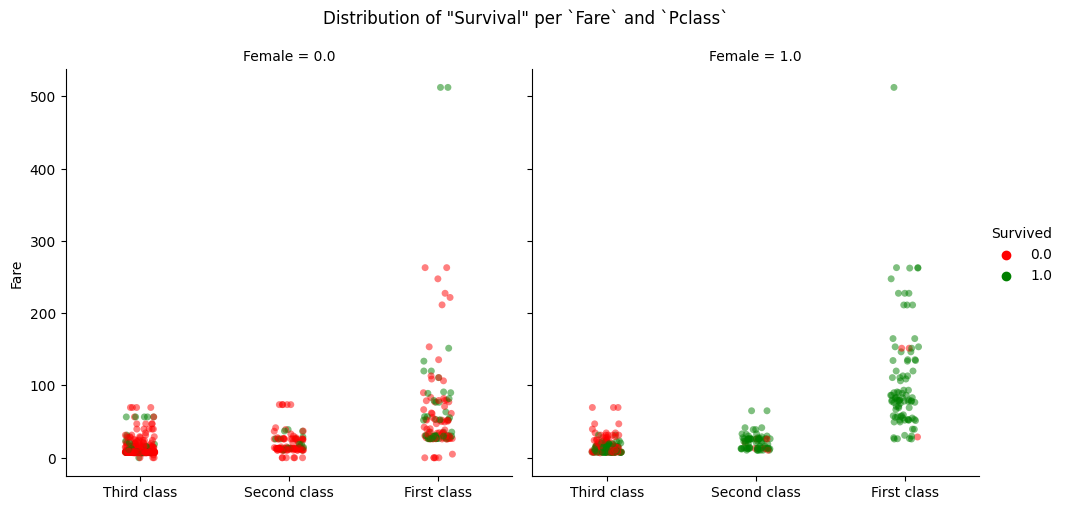 Distribution of "Survival" per `Fare` and `Pclass`
Female = 0.0
Female = 1.0
500
400
300
200
100
0
Fare
Third class
Second class
First class
Third class
Second class
First class
Survived
0.0
1.0